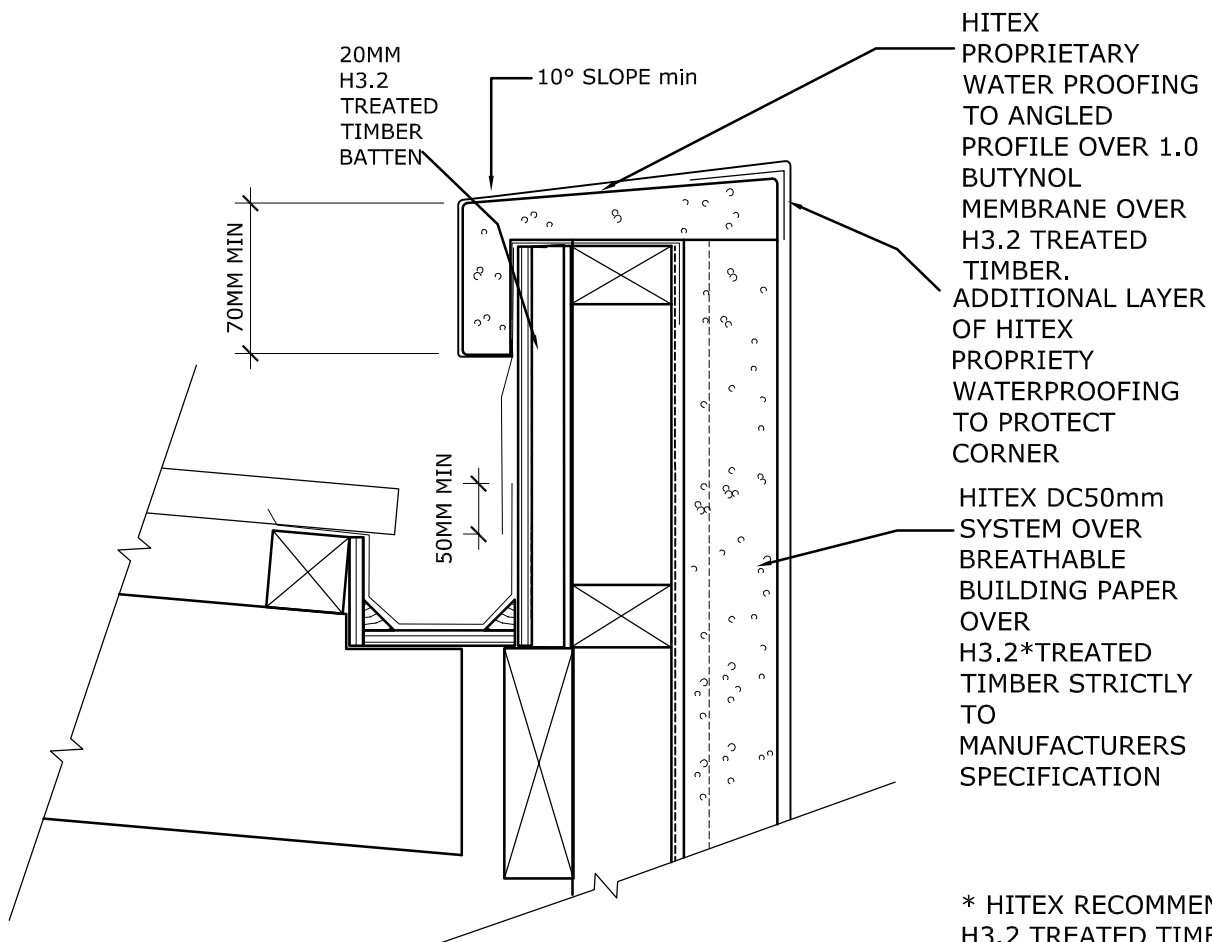 20MM
H3.2
TREATED
TIMBER
BATTEN
10° SLOPE min
70MM MIN
50MM MIN
HITEX
PROPRIETARY
WATER PROOFING
TO ANGLED
PROFILE OVER 1.0
BUTYNOL
MEMBRANE OVER
H3.2 TREATED
TIMBER.
ADDITIONAL LAYER
OF HITEX
PROPRIETY
WATERPROOFING
TO PROTECT
CORNER
HITEX DC50mm
SYSTEM OVER
BREATHABLE
BUILDING PAPER
OVER
H3.2*TREATED
TIMBER STRICTLY
TO
MANUFACTURERS
SPECIFICATION
* HITEX
H3.2 TREATED